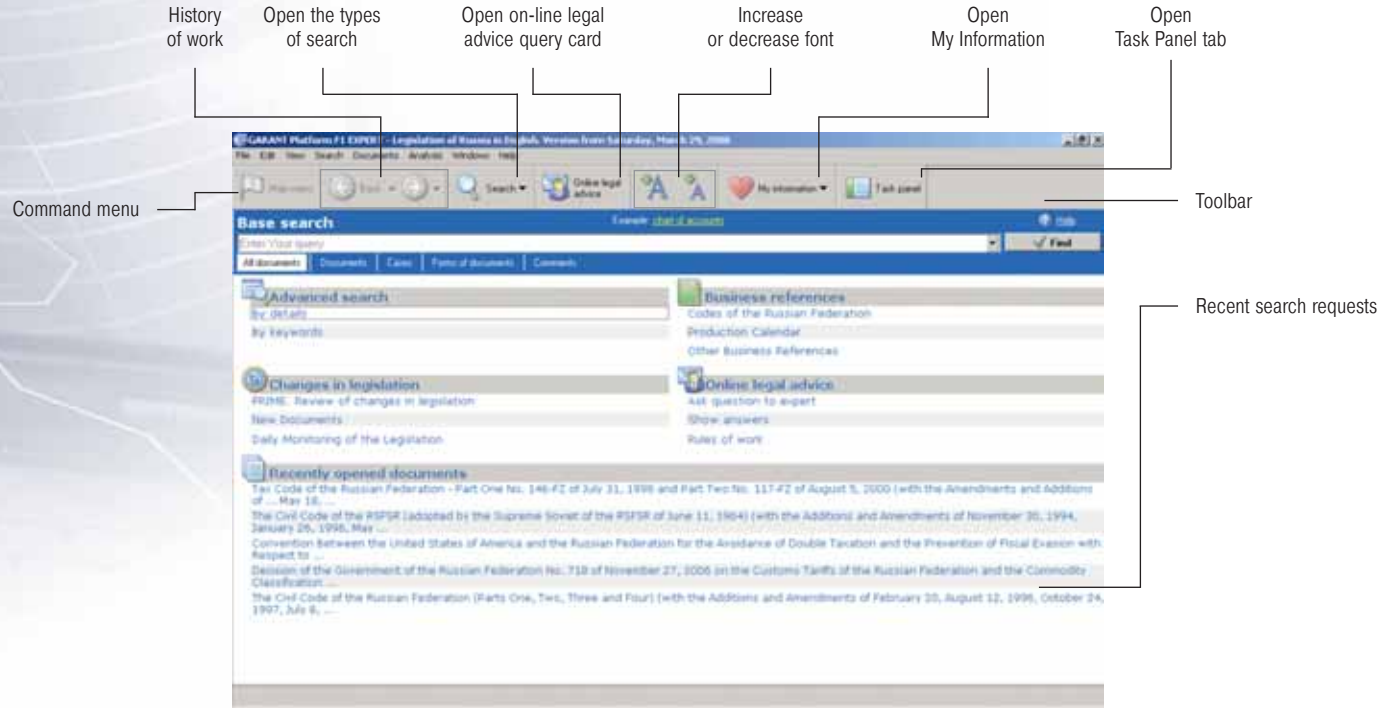 History
of work
Open the types
of search
Open on-line legal
advice query card
Increase
or decrease font
Open
My Information
Open
Task Panel tab
GARANT Platform F1 EXPERT - Legislation of Russia in English. Version from Saturday, March 29, 2008
File Edit View Search Documents Analysis Windows Help
Main menu Back Search Online legal advice My information Task panel
Command menu
Toolbar
Base search Example: chart of accounts Help
Enter Your query Find
All documents Documents Cases Forms of documents Comments
Advanced search
By details
By keywords
Business references
Codes of the Russian Federation
Production Calendar
Other Business References
Recent search requests
Changes in legislation
PRIME. Review of changes in legislation
New Documents
Daily Monitoring of the Legislation
Online legal advice
Ask question to expert
Show answers
Rules of work
Recently opened documents
Tax Code of the Russian Federation - Part One No. 146-FZ of July 31, 1998 and Part Two No. 117-FZ of August 5, 2000 (with the Amendments and Additions
of ... May 18, ...
The Civil Code of the RSFSR (adopted by the Supreme Soviet of the RSFSR of June 11, 1964) (with the Additions and Amendments of November 30, 1994,
January 26, 1996, May ...
Convention Between the United States of America and the Russian Federation for the Avoidance of Double Taxation and the Prevention of Fiscal Evasion with
Respect to ...
Decision of the Government of the Russian Federation No. 718 of November 27, 2006 on the Customs Tariffs of the Russian Federation and the Commodity
Classification ...
The Civil Code of the Russian Federation (Parts One, Two, Three and Four) (with the Additions and Amendments of February 20, August 12, 1996, October 24,
1997, July 8, ...